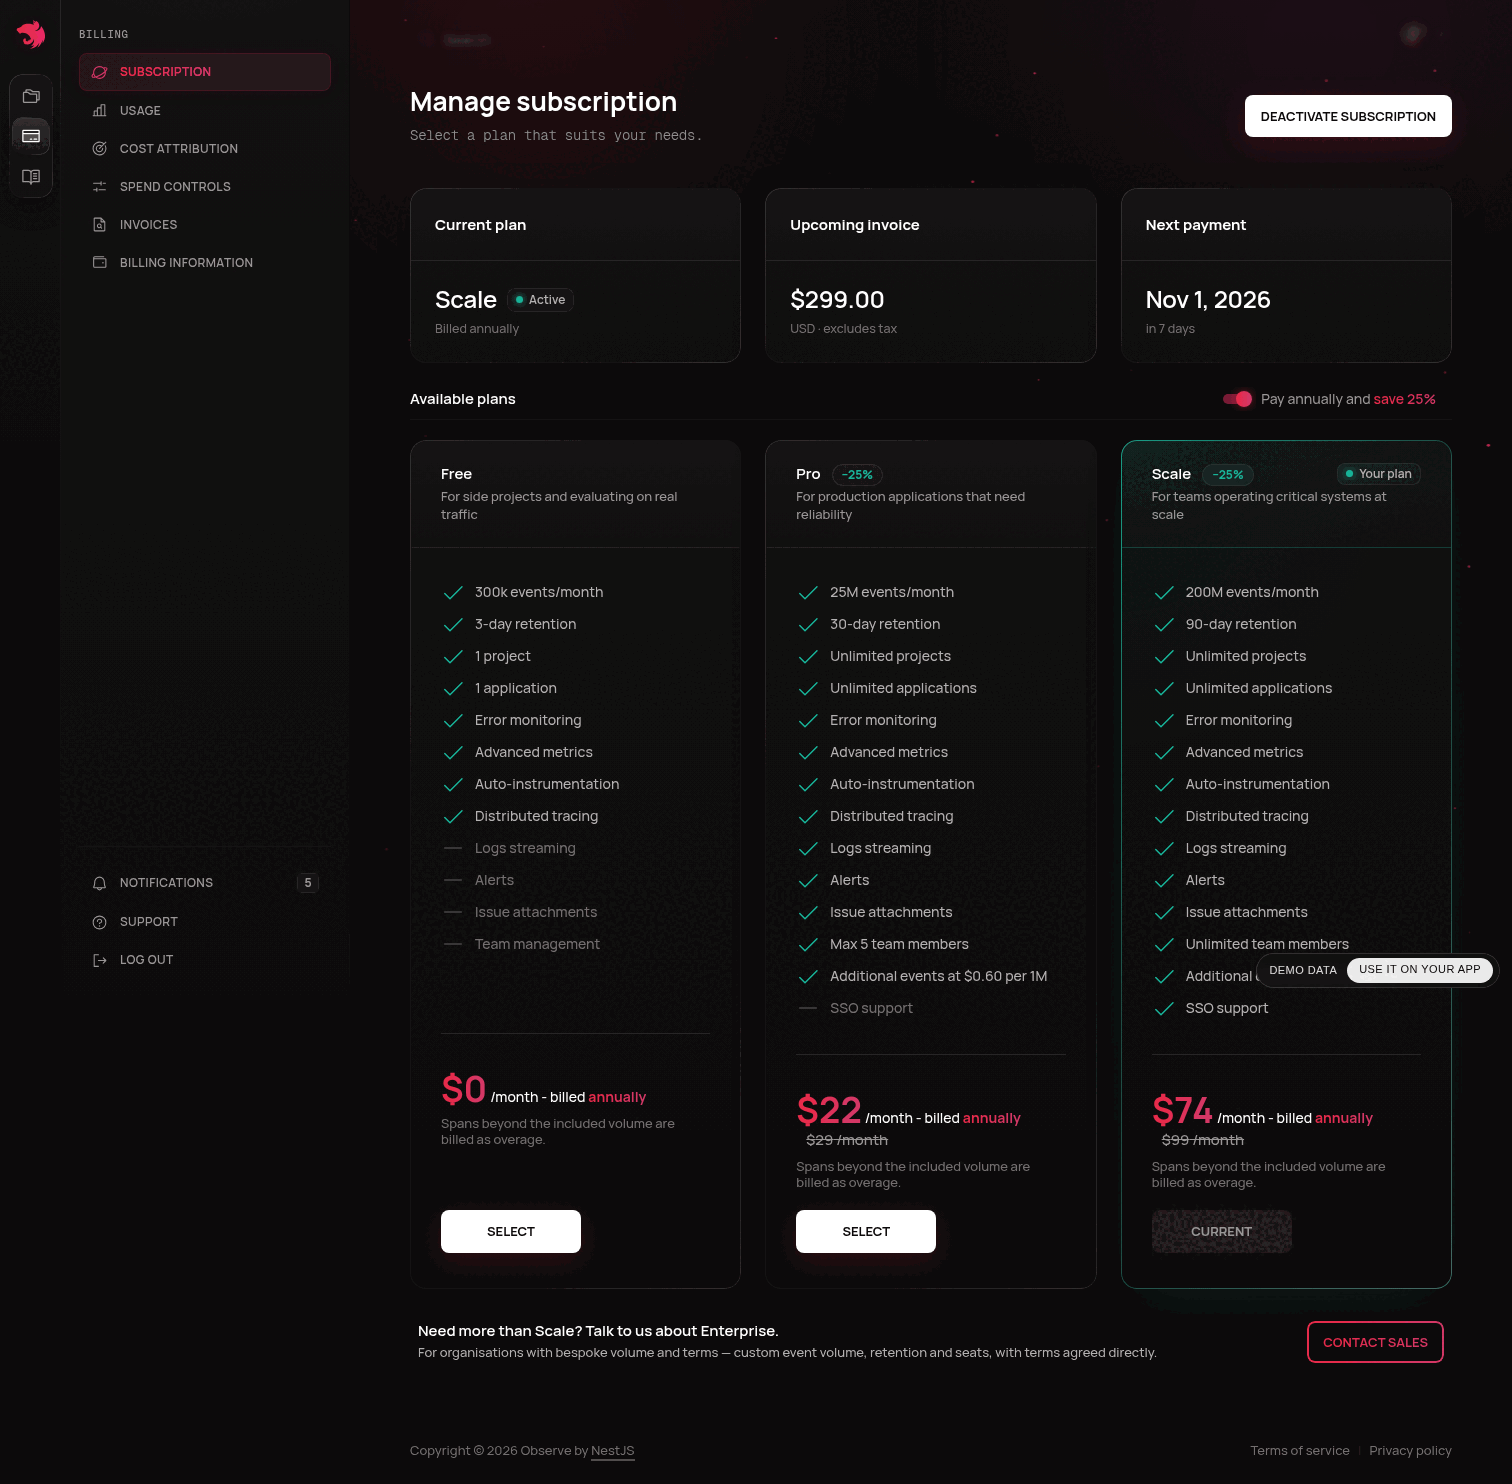 BILLING
SUBSCRIPTION
USAGE
COST ATTRIBUTION
SPEND CONTROLS
INVOICES
BILLING INFORMATION
NOTIFICATIONS 5
SUPPORT
LOG OUT
Manage subscription
Select a plan that suits your needs.
DEACTIVATE SUBSCRIPTION
Current plan
Scale Active
Billed annually
Upcoming invoice
$299.00
USD · excludes tax
Next payment
Nov 1, 2026
in 7 days
Available plans
Pay annually and save 25%
Free
For side projects and evaluating on real
traffic
300k events/month
3-day retention
1 project
1 application
Error monitoring
Advanced metrics
Auto-instrumentation
Distributed tracing
Logs streaming
Alerts
Issue attachments
Team management
$0 /month - billed annually
Spans beyond the included volume are
billed as overage.
SELECT
Pro −25%
For production applications that need
reliability
25M events/month
30-day retention
Unlimited projects
Unlimited applications
Error monitoring
Advanced metrics
Auto-instrumentation
Distributed tracing
Logs streaming
Alerts
Issue attachments
Max 5 team members
Additional events at $0.60 per 1M
SSO support
$22 /month - billed annually
$29 /month
Spans beyond the included volume are
billed as overage.
SELECT
Scale −25% Your plan
For teams operating critical systems at
scale
200M events/month
90-day retention
Unlimited projects
Unlimited applications
Error monitoring
Advanced metrics
Auto-instrumentation
Distributed tracing
Logs streaming
Alerts
Issue attachments
Unlimited team members
Additional
DEMO DATA USE IT ON YOUR APP
SSO support
$74 /month - billed annually
$99 /month
Spans beyond the included volume are
billed as overage.
CURRENT
Need more than Scale? Talk to us about Enterprise.
For organisations with bespoke volume and terms — custom event volume, retention and seats, with terms agreed directly.
CONTACT SALES
Copyright © 2026 Observe by NestJS
Terms of service | Privacy policy